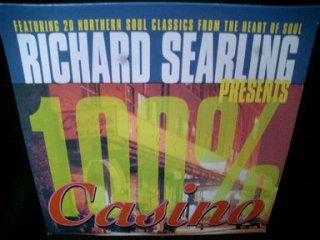 FEATURING 20 NORTHERN SOUL CLASSICS FROM THE HEART OF SOUL
RICHARD SEARLING
PRESENTS
100%
Casino